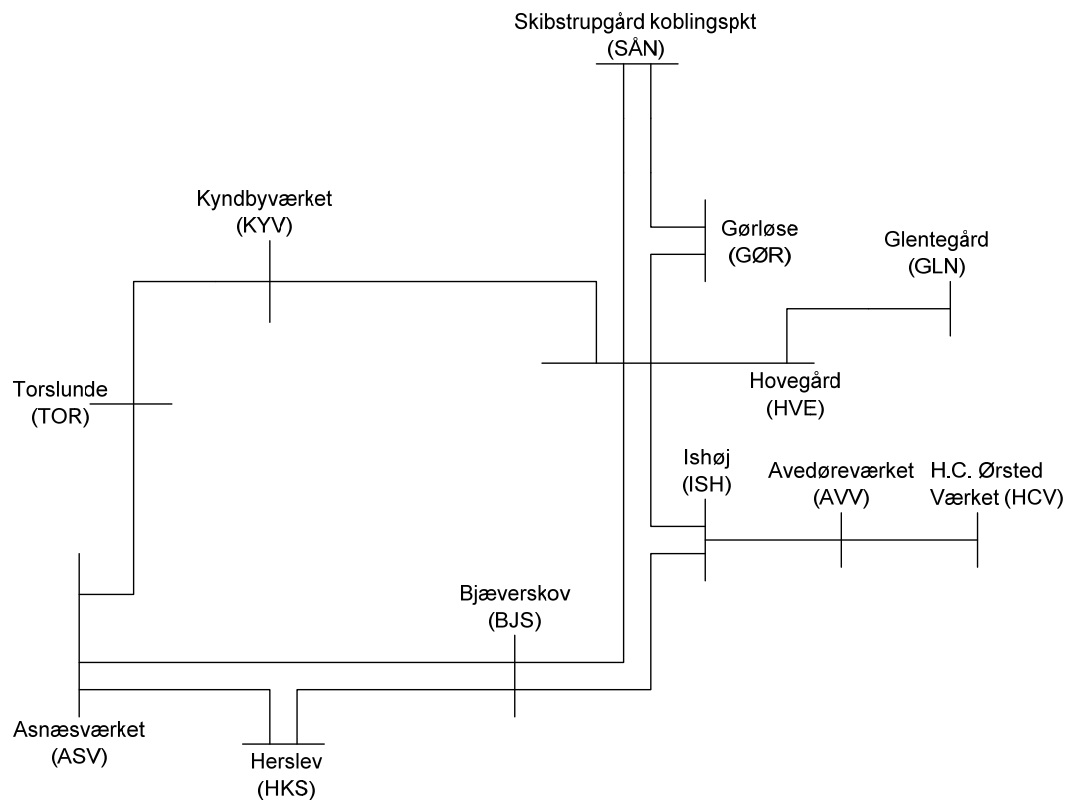 Skibstrupgård koblingspkt
(SÅN)
Kyndbyværket
(KYV)
Gørløse
(GØR)
Glentegård
(GLN)
Torslunde
(TOR)
Hovegård
(HVE)
Ishøj
(ISH)
Avedøreværket
(AVV)
H.C. Ørsted
Værket (HCV)
Bjæverskov
(BJS)
Asnæsværket
(ASV)
Herslev
(HKS)